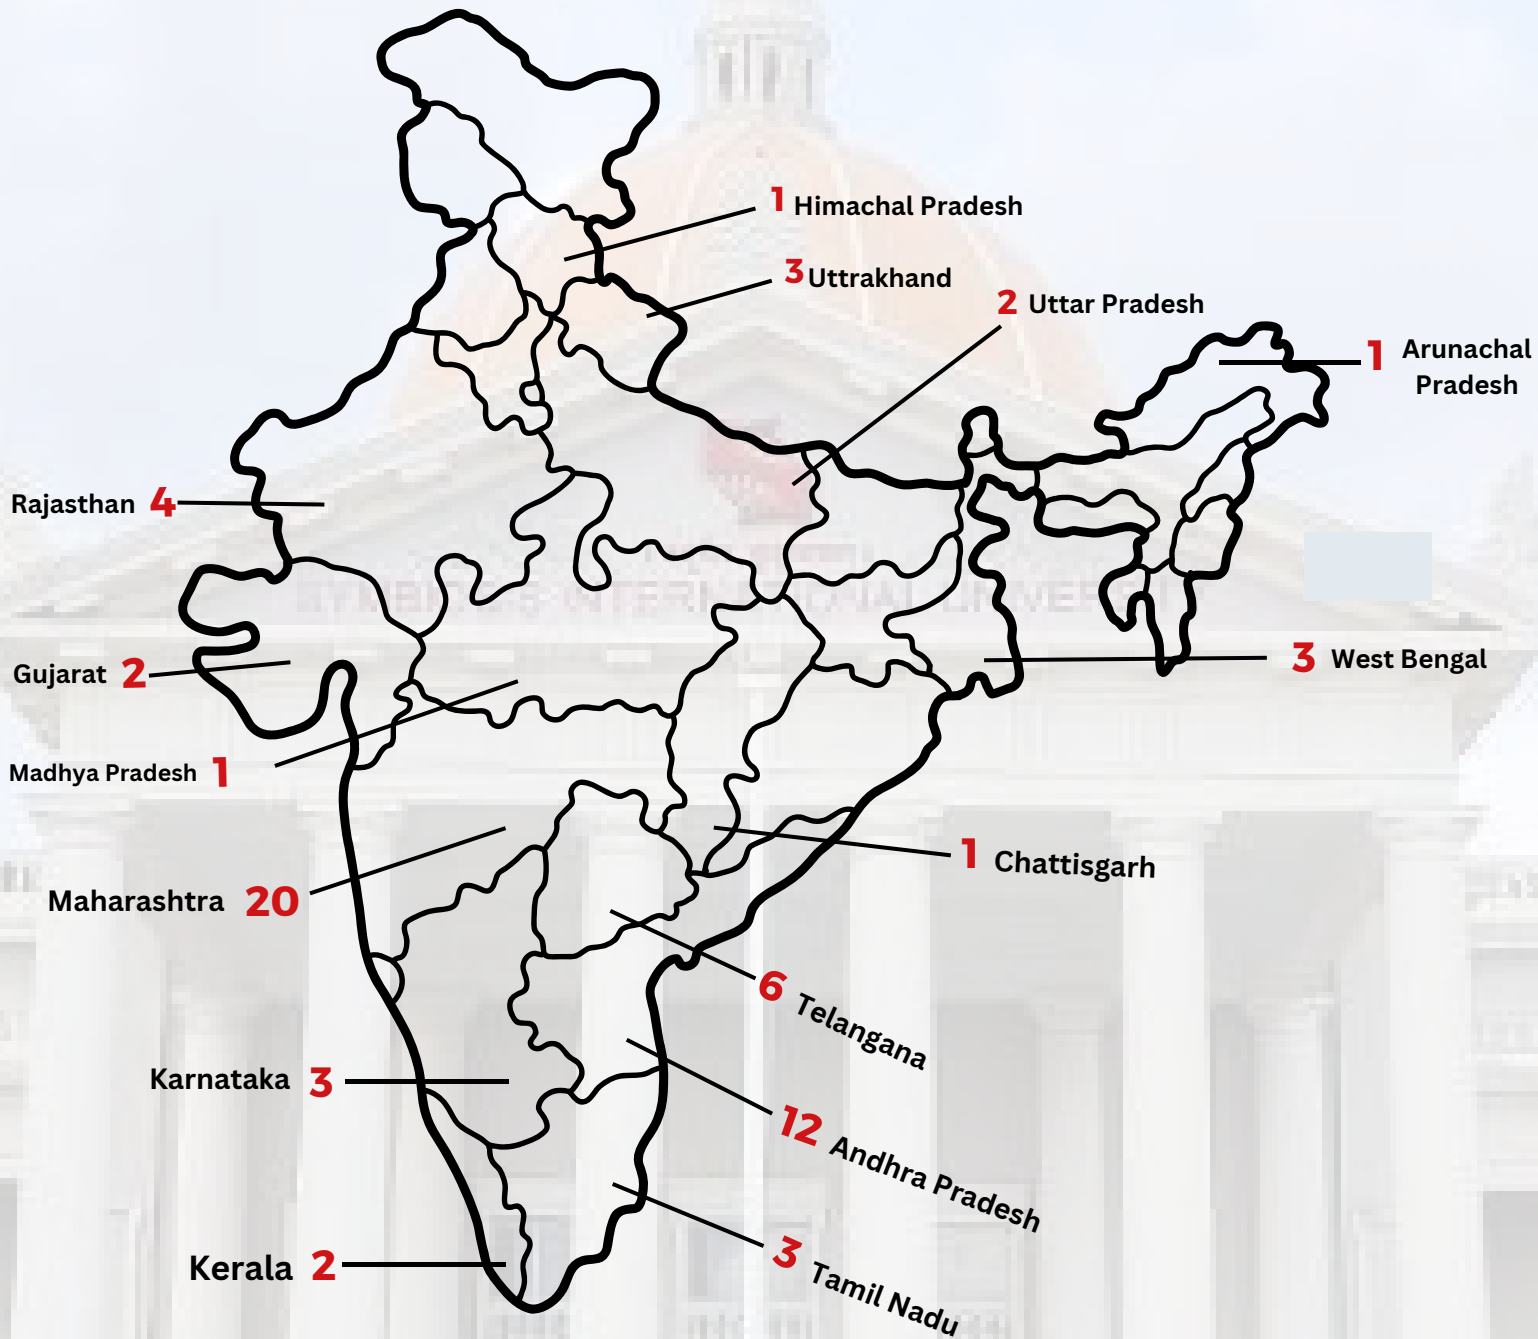 1 Himachal Pradesh
3 Uttrakhand
2 Uttar Pradesh
1 Arunachal
Pradesh
Rajasthan 4
Gujarat 2
3 West Bengal
Madhya Pradesh 1
1 Chattisgarh
Maharashtra 20
6 Telangana
Karnataka 3
12 Andhra Pradesh
Kerala 2
3 Tamil Nadu